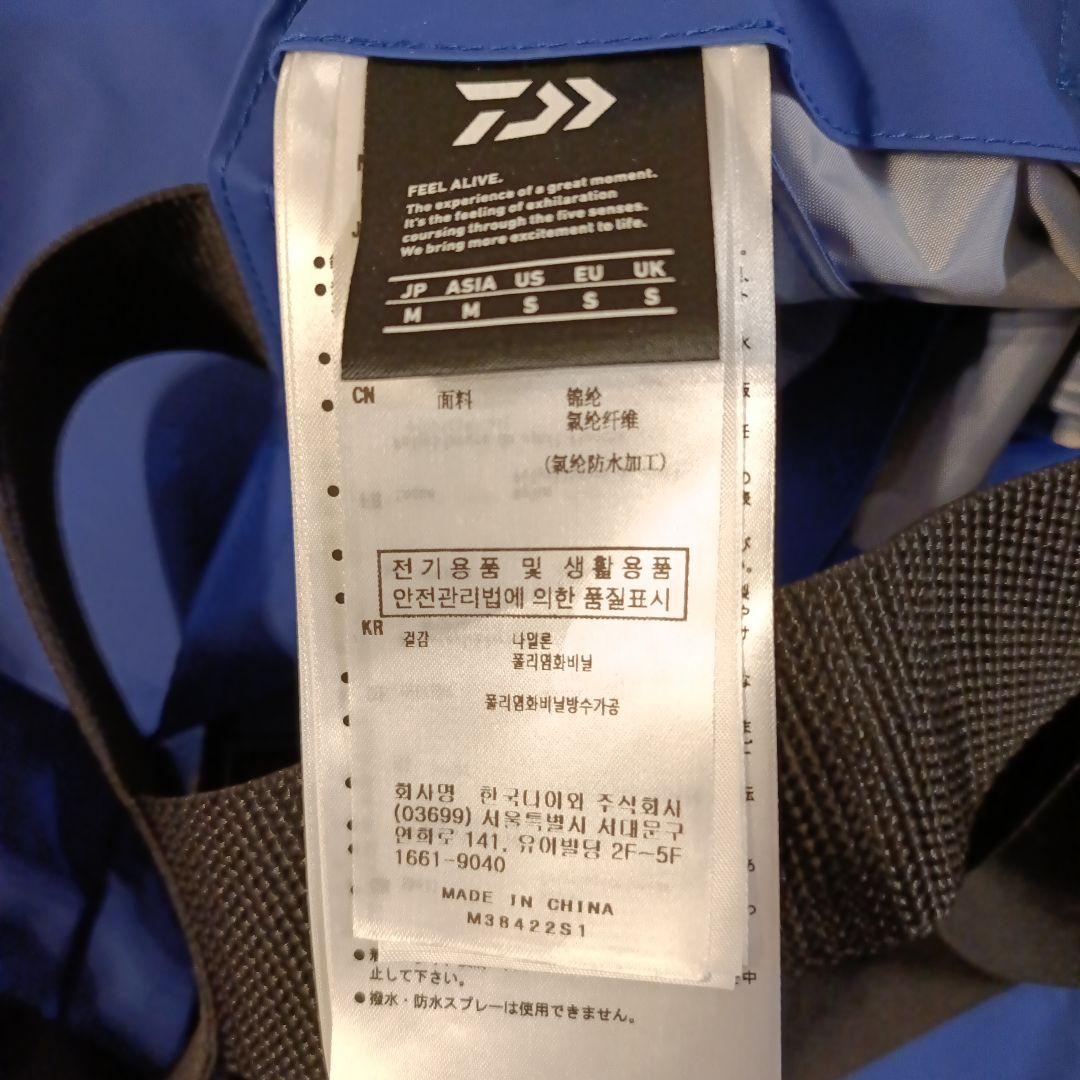 FEEL ALIVE.
The experience of a great moment.
It's the feeling of exhilaration
coursing through the five senses.
We bring more excitement to life.
JP ASIA US EU UK
M M S S S
CN 面料 锦纶
氯纶纤维
(氯纶防水加工)
전기용품 및 생활용품
안전관리법에 의한 품질표시
KR 겉감 나일론
폴리염화비닐
폴리염화비닐방수가공
회사명 한국다이와 주식회사
(03699) 서울특별시 서대문구
연희로 141, 유이빌딩 2F~5F
1661-9040
MADE IN CHINA
M38422S1
止して下さい。
●撥水・防水スプレーは使用できません。